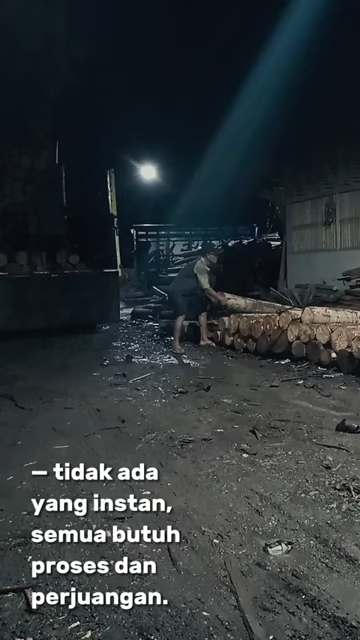 — tidak ada
yang instan,
semua butuh
proses dan
perjuangan.